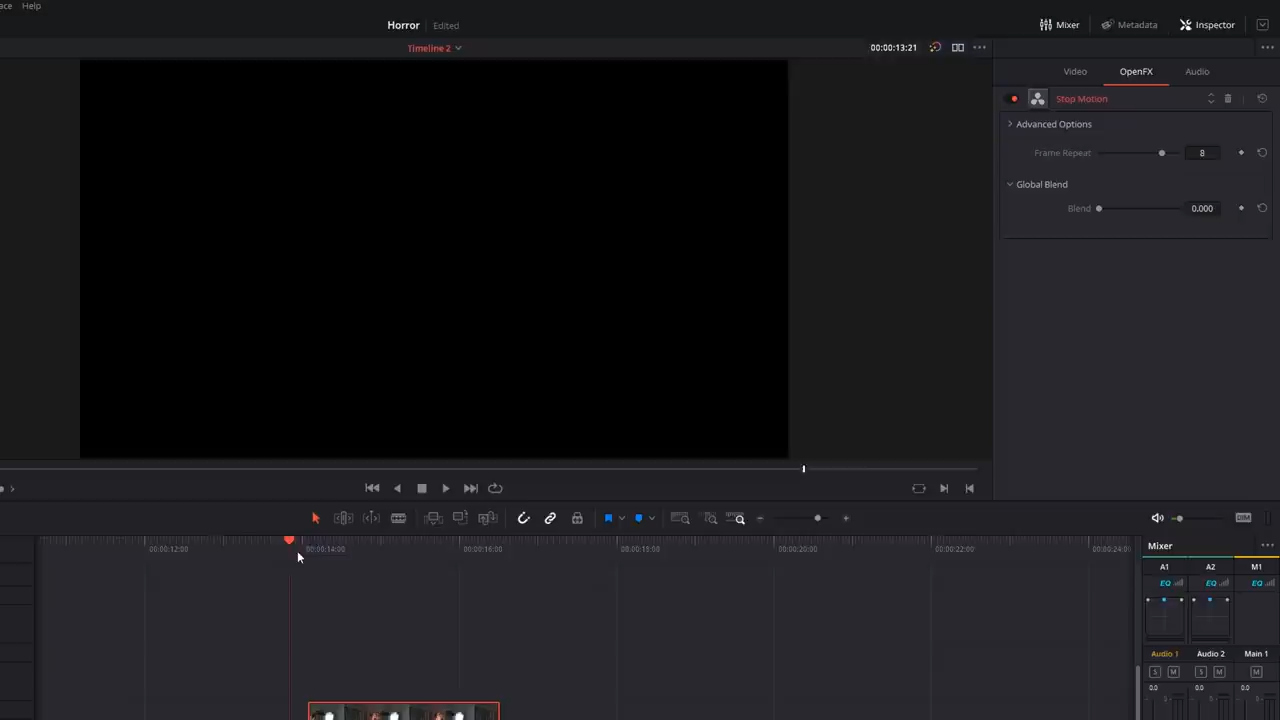 ace Help
Horror Edited
Mixer Metadata Inspector
Timeline 2
00:00:13:21
Video OpenFX Audio
Stop Motion
Advanced Options
Frame Repeat 8
Global Blend
Blend 0.000
DIM
00:00:12:00 00:00:14:00 00:00:16:00 00:00:18:00 00:00:20:00 00:00:22:00 00:00:24:00
Mixer
A1 A2 M1
EQ EQ EQ
Audio 1 Audio 2 Main 1
S M S M M
0.0 0.0 0.0